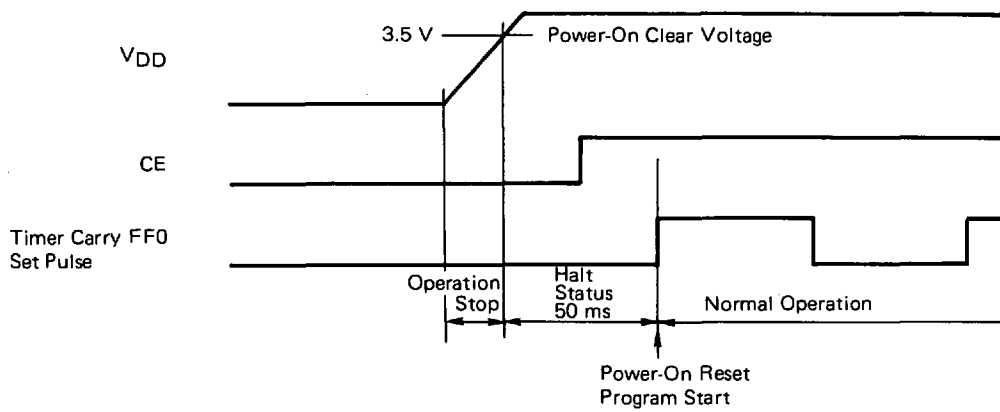 3.5 V
Power-On Clear Voltage
VDD
CE
Timer Carry FF0
Set Pulse
Operation
Stop
Halt
Status
50 ms
Normal Operation
Power-On Reset
Program Start